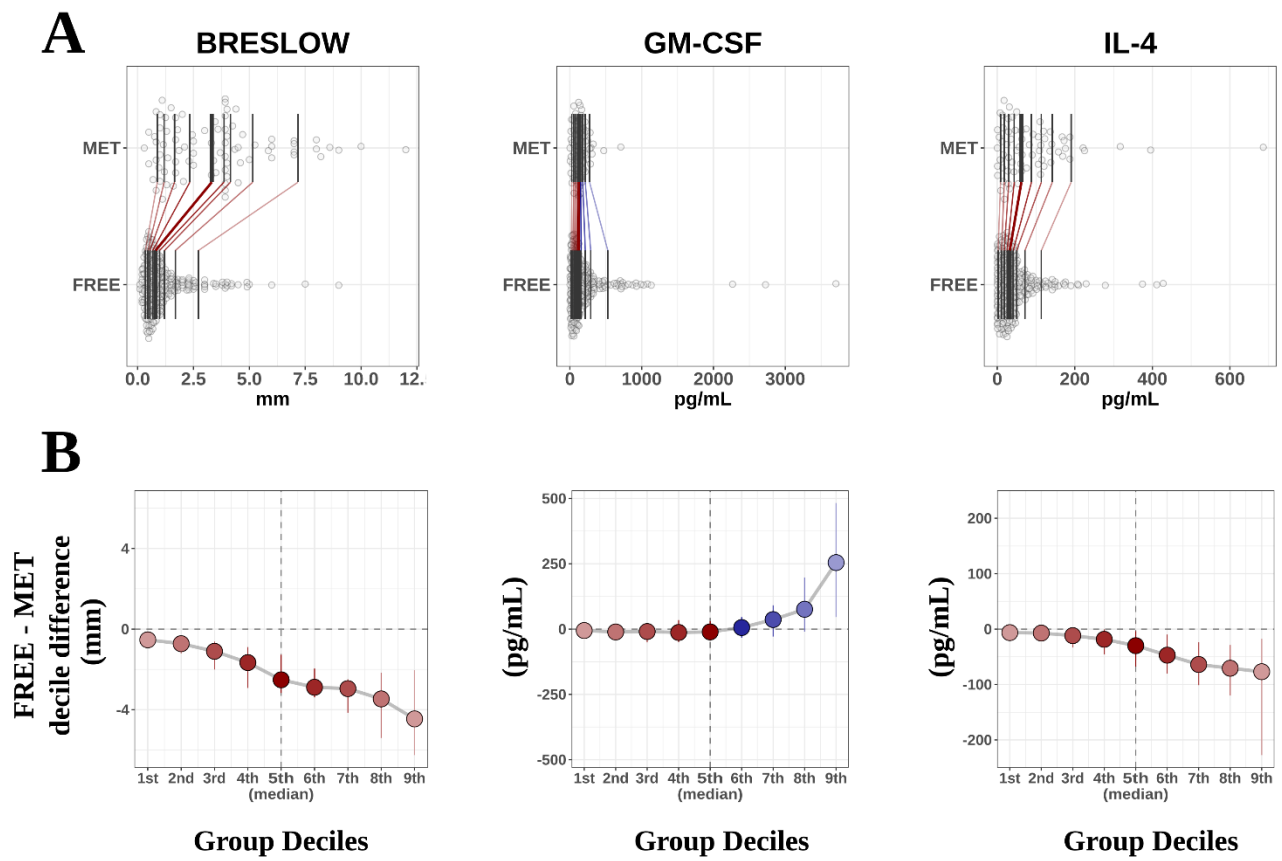 A
BRESLOW
GM-CSF
IL-4
MET
FREE
0.0 2.5 5.0 7.5 10.0 12.
mm
MET
FREE
0 1000 2000 3000
pg/mL
MET
FREE
0 200 400 600
pg/mL
B
FREE - MET
decile difference
(mm)
4
0
-4
1st 2nd 3rd 4th 5th 6th 7th 8th 9th
(median)
Group Deciles
(pg/mL)
500
250
0
-250
-500
1st 2nd 3rd 4th 5th 6th 7th 8th 9th
(median)
Group Deciles
(pg/mL)
200
100
0
-100
-200
1st 2nd 3rd 4th 5th 6th 7th 8th 9th
(median)
Group Deciles